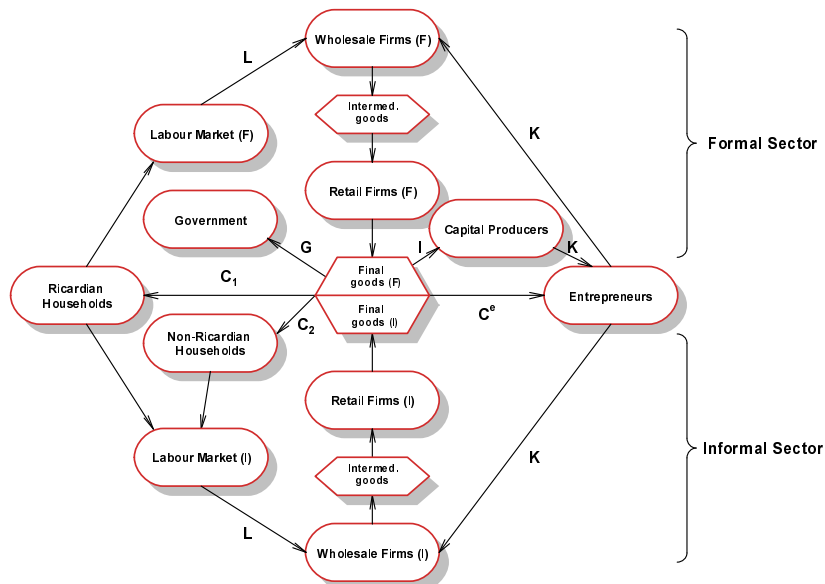 Wholesale Firms (F)
L
Intermed.
goods
Labour Market (F)
K
Formal Sector
Retail Firms (F)
Government
Capital Producers
G
I
K
Final
goods (F)
Ricardian
Households
C1
Entrepreneurs
Final
goods (I)
Ce
C2
Non-Ricardian
Households
Retail Firms (I)
Labour Market (I)
K
Informal Sector
Intermed.
goods
L
Wholesale Firms (I)